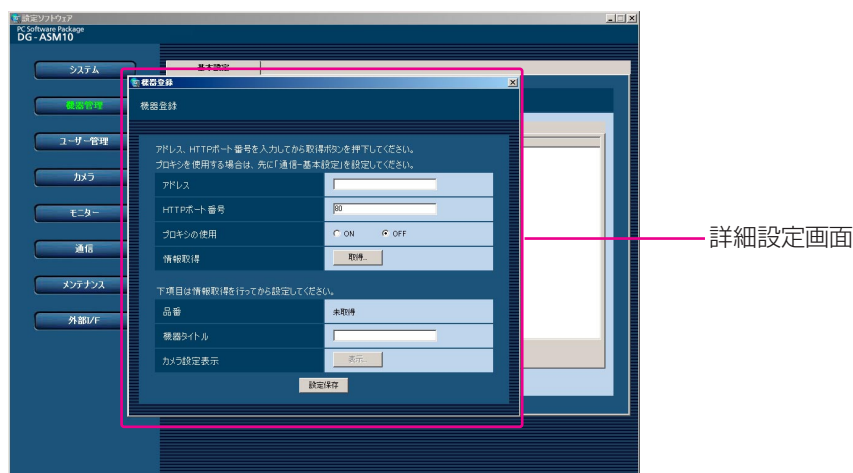 設定ソフトウェア
PC Software Package
DG - ASM10
システム
機器管理
ユーザー管理
カメラ
モニター
通信
メンテナンス
外部I/F
基本設定
機器登録
機器登録
アドレス、HTTPポート番号を入力してから取得ボタンを押下してください。
プロキシを使用する場合は、先に「通信-基本設定」を設定してください。
アドレス
HTTPポート番号 80
プロキシの使用 ON OFF
情報取得 取得...
下項目は情報取得を行ってから設定してください。
品番 未取得
機器タイトル
カメラ設定表示 表示...
設定保存
詳細設定画面